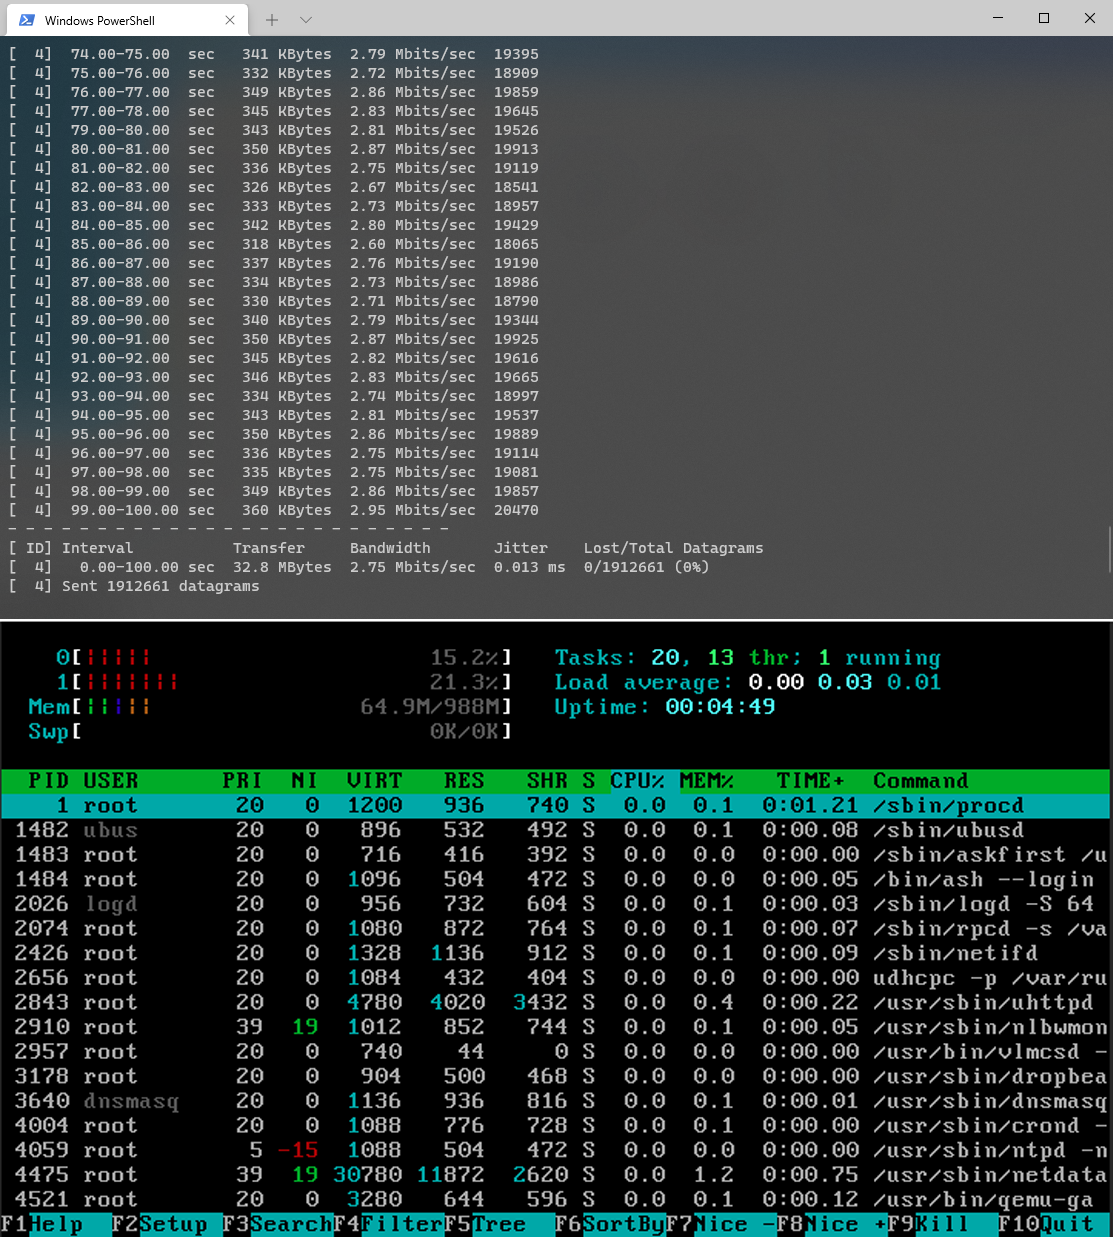 Windows PowerShell
[  4]  74.00-75.00  sec   341 KBytes  2.79 Mbits/sec  19395
[  4]  75.00-76.00  sec   332 KBytes  2.72 Mbits/sec  18909
[  4]  76.00-77.00  sec   349 KBytes  2.86 Mbits/sec  19859
[  4]  77.00-78.00  sec   345 KBytes  2.83 Mbits/sec  19645
[  4]  79.00-80.00  sec   343 KBytes  2.81 Mbits/sec  19526
[  4]  80.00-81.00  sec   350 KBytes  2.87 Mbits/sec  19913
[  4]  81.00-82.00  sec   336 KBytes  2.75 Mbits/sec  19119
[  4]  82.00-83.00  sec   326 KBytes  2.67 Mbits/sec  18541
[  4]  83.00-84.00  sec   333 KBytes  2.73 Mbits/sec  18957
[  4]  84.00-85.00  sec   342 KBytes  2.80 Mbits/sec  19429
[  4]  85.00-86.00  sec   318 KBytes  2.60 Mbits/sec  18065
[  4]  86.00-87.00  sec   337 KBytes  2.76 Mbits/sec  19190
[  4]  87.00-88.00  sec   334 KBytes  2.73 Mbits/sec  18986
[  4]  88.00-89.00  sec   330 KBytes  2.71 Mbits/sec  18790
[  4]  89.00-90.00  sec   340 KBytes  2.79 Mbits/sec  19344
[  4]  90.00-91.00  sec   350 KBytes  2.87 Mbits/sec  19925
[  4]  91.00-92.00  sec   345 KBytes  2.82 Mbits/sec  19616
[  4]  92.00-93.00  sec   346 KBytes  2.83 Mbits/sec  19665
[  4]  93.00-94.00  sec   334 KBytes  2.74 Mbits/sec  18997
[  4]  94.00-95.00  sec   343 KBytes  2.81 Mbits/sec  19537
[  4]  95.00-96.00  sec   350 KBytes  2.86 Mbits/sec  19889
[  4]  96.00-97.00  sec   336 KBytes  2.75 Mbits/sec  19114
[  4]  97.00-98.00  sec   335 KBytes  2.75 Mbits/sec  19081
[  4]  98.00-99.00  sec   349 KBytes  2.86 Mbits/sec  19857
[  4]  99.00-100.00 sec   360 KBytes  2.95 Mbits/sec  20470
- - - - - - - - - - - - - - - - - - - - - - - - -
[ ID] Interval           Transfer     Bandwidth       Jitter    Lost/Total Datagrams
[  4]   0.00-100.00 sec  32.8 MBytes  2.75 Mbits/sec  0.013 ms  0/1912661 (0%)
[  4] Sent 1912661 datagrams
0[||||| 15.2%] Tasks: 20, 13 thr; 1 running
1[||||||| 21.3%] Load average: 0.00 0.03 0.01
Mem[||||| 64.9M/988M] Uptime: 00:04:49
Swp[ 0K/0K]
PID USER PRI NI VIRT RES SHR S CPU% MEM% TIME+ Command
1 root 20 0 1200 936 740 S 0.0 0.1 0:01.21 /sbin/procd
1482 ubus 20 0 896 532 492 S 0.0 0.1 0:00.08 /sbin/ubusd
1483 root 20 0 716 416 392 S 0.0 0.0 0:00.00 /sbin/askfirst /u
1484 root 20 0 1096 504 472 S 0.0 0.0 0:00.05 /bin/ash --login
2026 logd 20 0 956 732 604 S 0.0 0.1 0:00.03 /sbin/logd -S 64
2074 root 20 0 1080 872 764 S 0.0 0.1 0:00.07 /sbin/rpcd -s /va
2426 root 20 0 1328 1136 912 S 0.0 0.1 0:00.09 /sbin/netifd
2656 root 20 0 1084 432 404 S 0.0 0.0 0:00.00 udhcpc -p /var/ru
2843 root 20 0 4780 4020 3432 S 0.0 0.4 0:00.22 /usr/sbin/uhttpd
2910 root 39 19 1012 852 744 S 0.0 0.1 0:00.05 /usr/sbin/nlbwmon
2957 root 20 0 740 44 0 S 0.0 0.0 0:00.00 /usr/bin/vlmcsd -
3178 root 20 0 904 500 468 S 0.0 0.0 0:00.00 /usr/sbin/dropbea
3640 dnsmasq 20 0 1136 936 816 S 0.0 0.1 0:00.01 /usr/sbin/dnsmasq
4004 root 20 0 1088 776 728 S 0.0 0.1 0:00.00 /usr/sbin/crond -
4059 root 5 -15 1088 504 472 S 0.0 0.0 0:00.00 /usr/sbin/ntpd -n
4475 root 39 19 30780 11872 2620 S 0.0 1.2 0:00.75 /usr/sbin/netdata
4521 root 20 0 3280 644 596 S 0.0 0.1 0:00.12 /usr/bin/qemu-ga
F1Help F2Setup F3SearchF4FilterF5Tree F6SortByF7Nice -F8Nice +F9Kill F10Quit